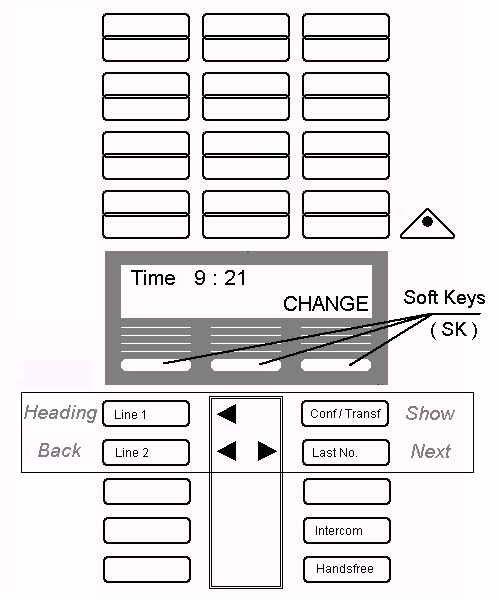 Time 9 : 21
CHANGE
Soft Keys
( SK )
Heading Line 1 Conf / Transf Show
Back Line 2 Last No. Next
Intercom
Handsfree